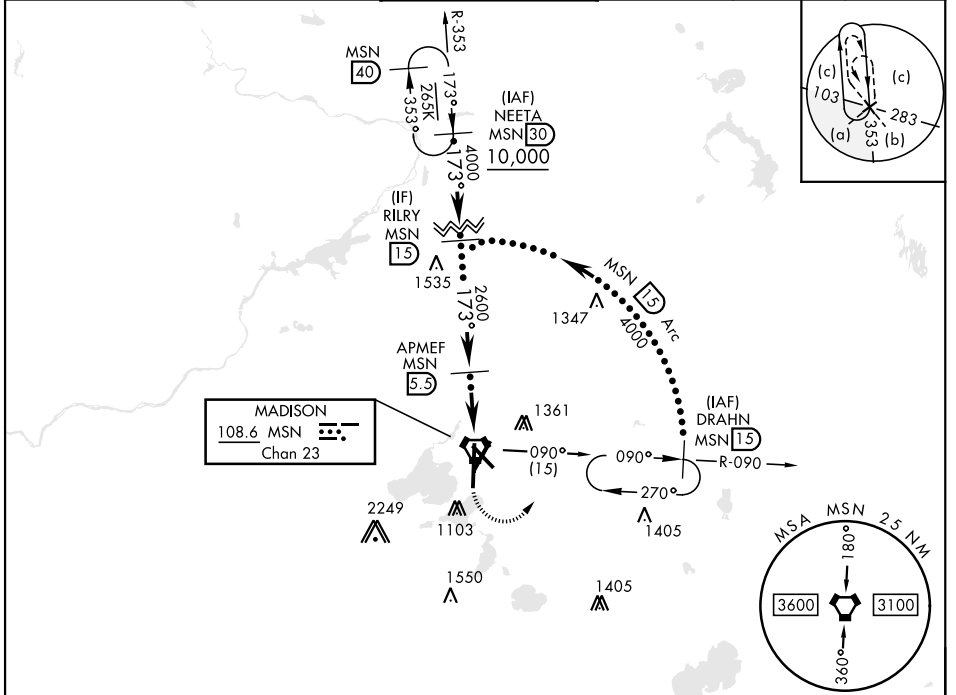 R-353
MSN
40
173°
265K
353°
(IAF)
NEETA
MSN 30
10,000
4000
173°
(IF)
RILRY
MSN
15
1535
2600
173°
MSN 15 Arc
4000
1347
APMEF
MSN
5.5
MADISON
108.6 MSN
Chan 23
1361
(IAF)
DRAHN
MSN 15
090°
(15)
090°
R-090
270°
2249
1103
1405
1550
1405
(c)
(c)
103
283
(a)
353
(b)
MSA MSN 25 NM
180°
3600
3100
360°